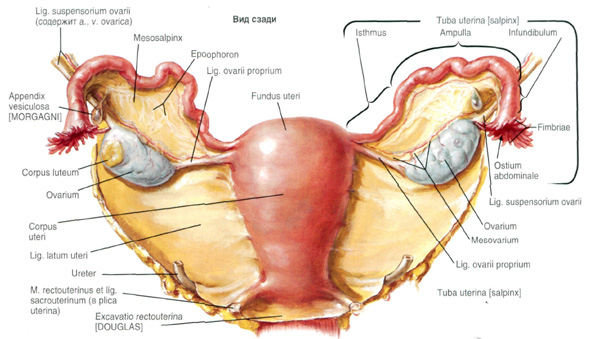 Вид сзади
Lig. suspensorium ovarii
(содержит a., v. ovarica)
Mesosalpinx
Epoophoron
Lig. ovarii proprium
Fundus uteri
Appendix
vesiculosa
[MORGAGNI]
Corpus luteum
Ovarium
Corpus
uteri
Lig. latum uteri
Ureter
M. rectouterinus et lig.
sacrouterinum (в plica
uterina)
Excavatio rectouterina
[DOUGLAS]
Tuba uterina [salpinx]
Isthmus
Ampulla
Infundibulum
Fimbriae
Ostium
abdominale
Lig. suspensorium ovarii
Ovarium
Mesovarium
Lig. ovarii proprium
Tuba uterina [salpinx]